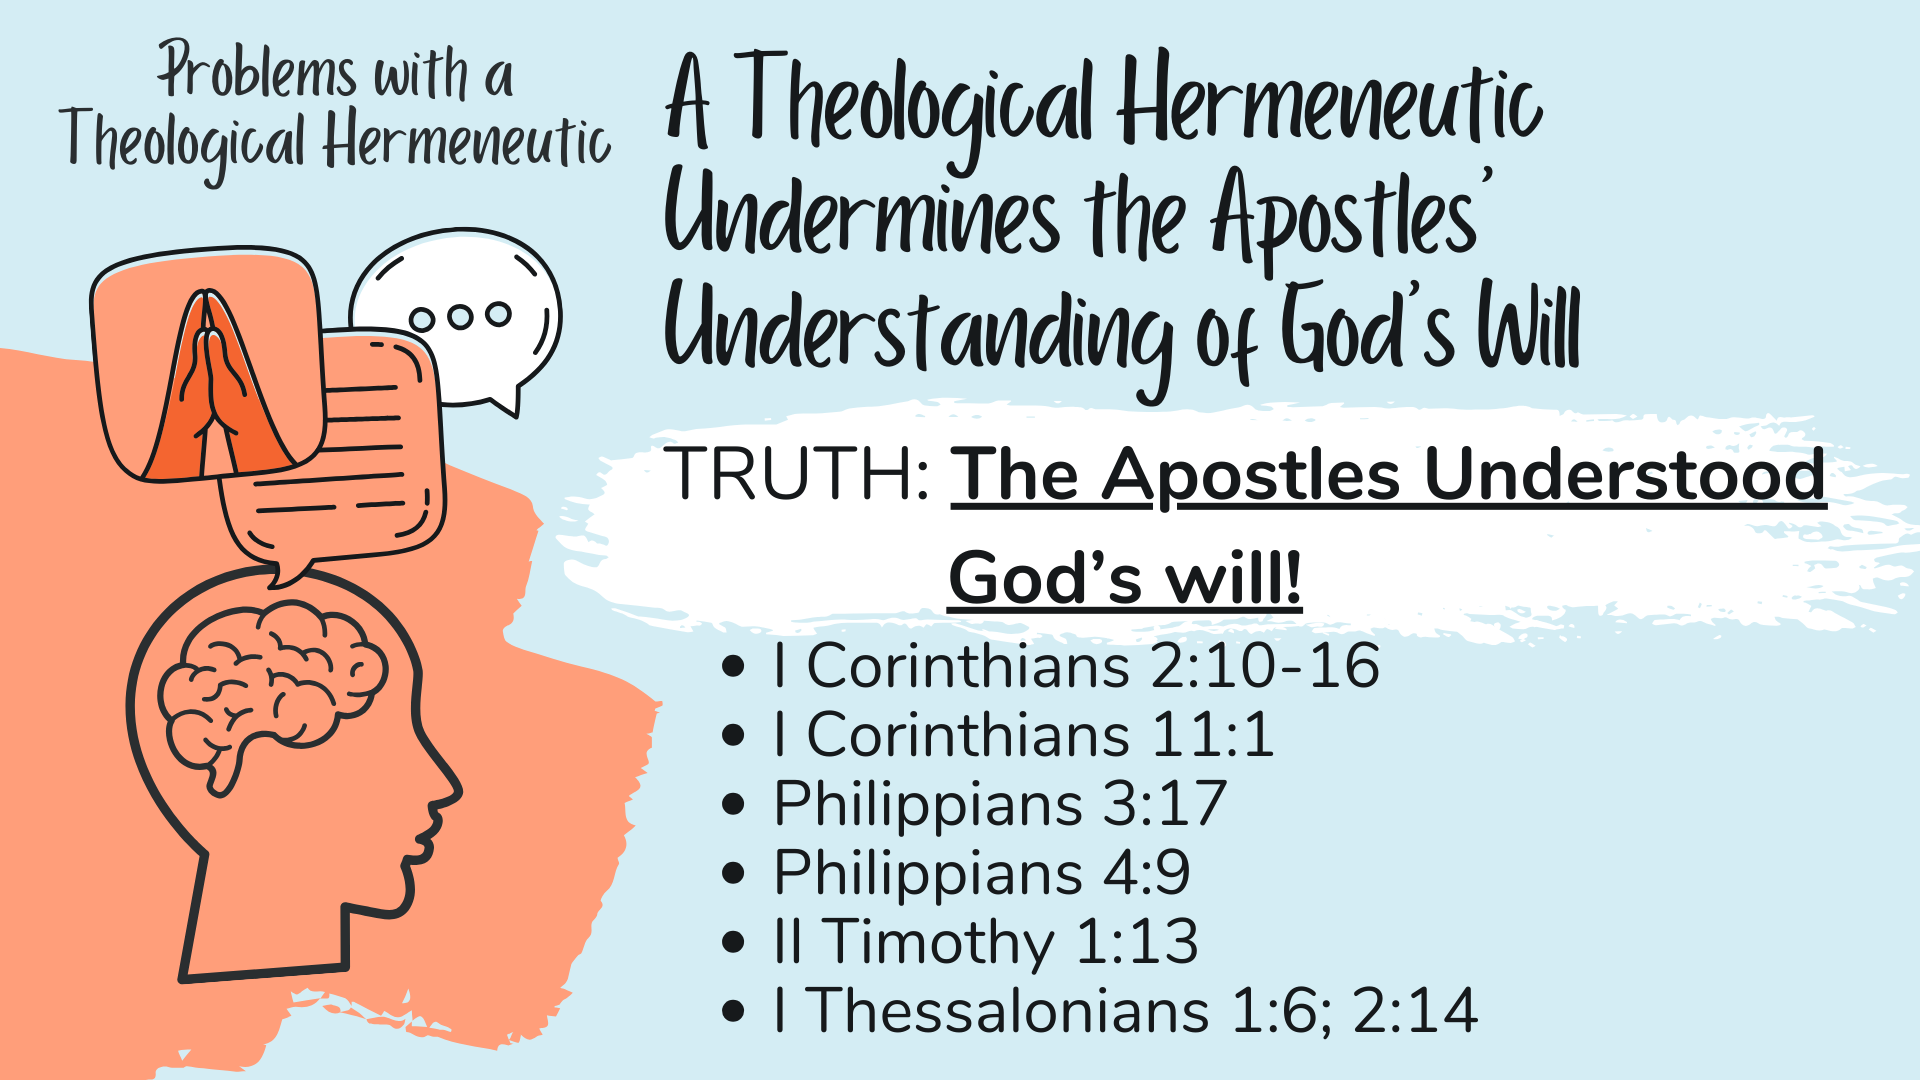 Problems with a
Theological Hermeneutic
A Theological Hermeneutic
Undermines the Apostles’
Understanding of God’s Will
TRUTH: The Apostles Understood
God’s will!
• I Corinthians 2:10-16
• I Corinthians 11:1
• Philippians 3:17
• Philippians 4:9
• II Timothy 1:13
• I Thessalonians 1:6; 2:14